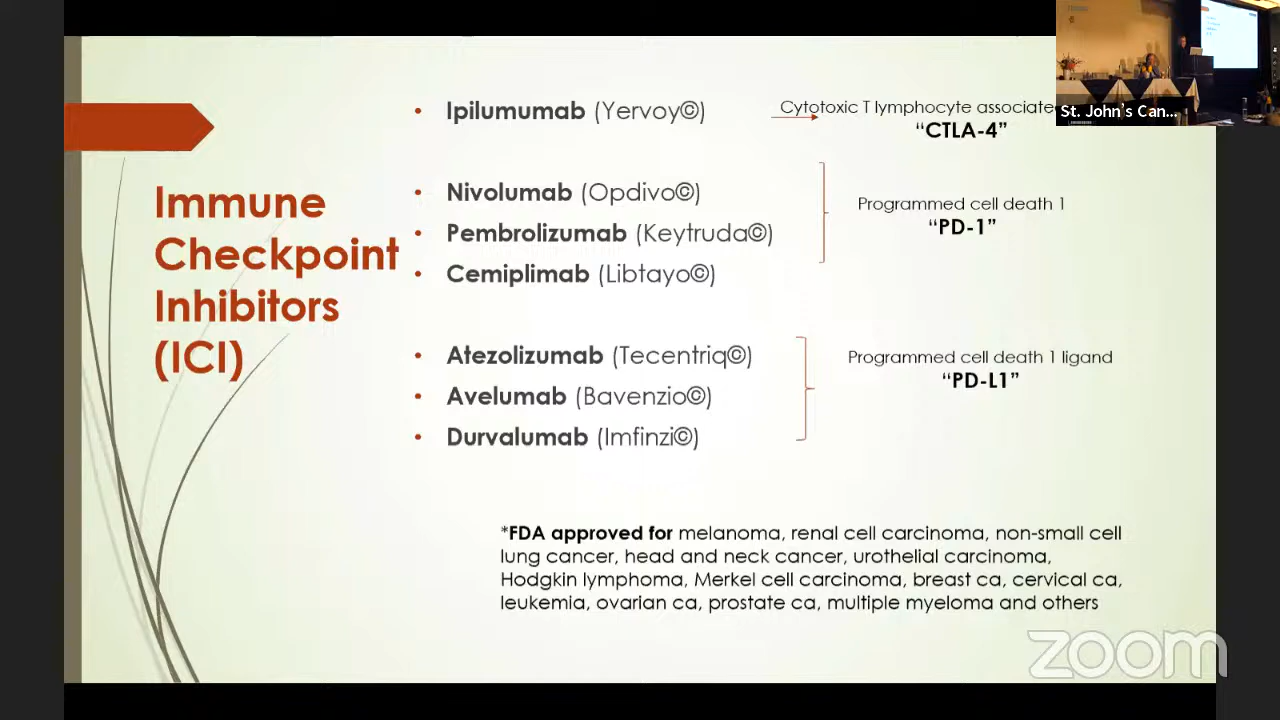 Immune
Checkpoint
Inhibitors
(ICI)
• Ipilumumab (Yervoy©)
Cytotoxic T lymphocyte associate
“CTLA-4”
• Nivolumab (Opdivo©)
• Pembrolizumab (Keytruda©)
• Cemiplimab (Libtayo©)
Programmed cell death 1
“PD-1”
• Atezolizumab (Tecentriq©)
• Avelumab (Bavenzio©)
• Durvalumab (Imfinzi©)
Programmed cell death 1 ligand
“PD-L1”
*FDA approved for melanoma, renal cell carcinoma, non-small cell
lung cancer, head and neck cancer, urothelial carcinoma,
Hodgkin lymphoma, Merkel cell carcinoma, breast ca, cervical ca,
leukemia, ovarian ca, prostate ca, multiple myeloma and others
St. John’s Can...
zoom